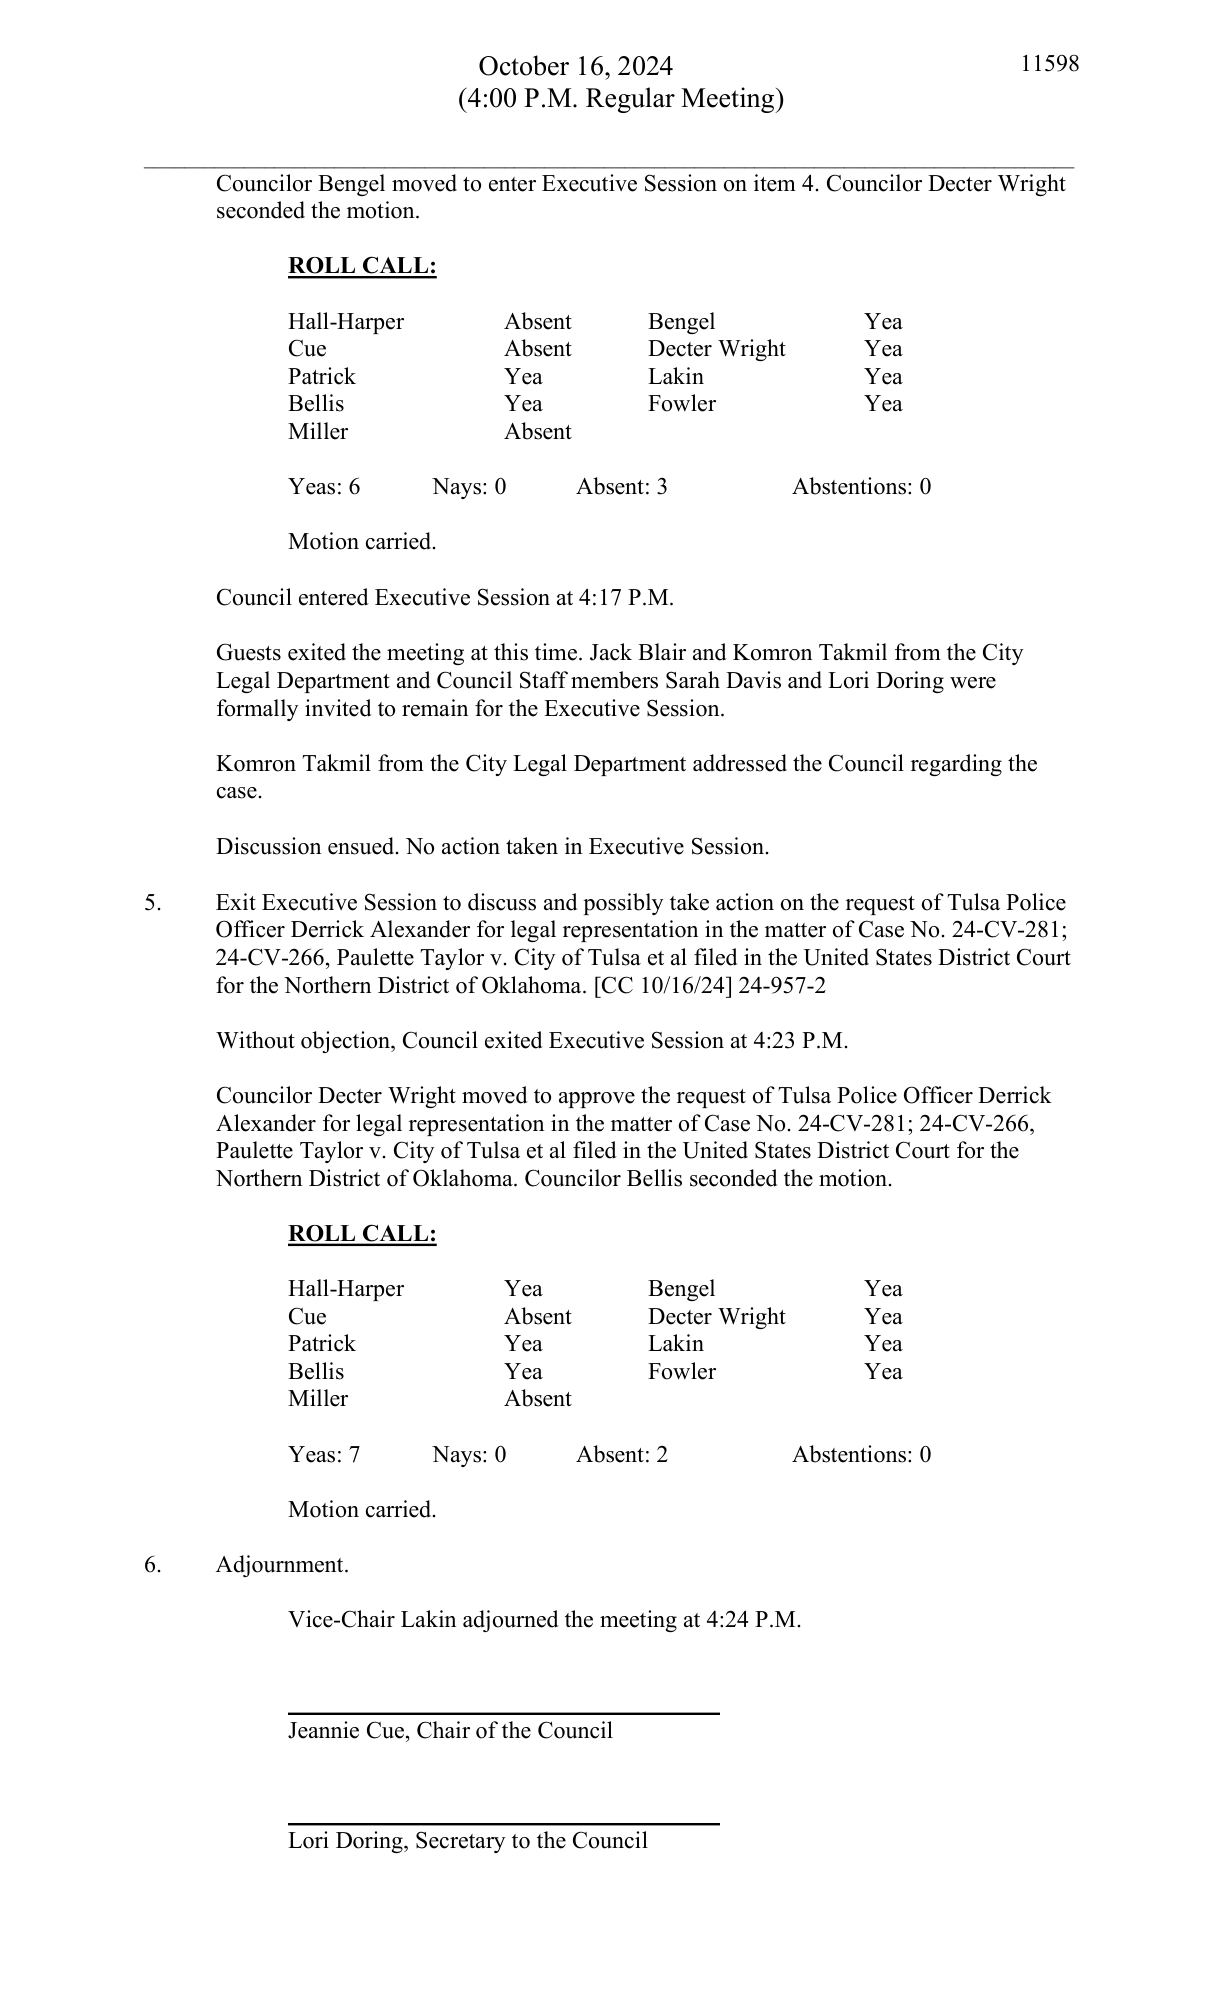 October 16, 2024 11598
(4:00 P.M. Regular Meeting)
Councilor Bengel moved to enter Executive Session on item 4. Councilor Decter Wright
seconded the motion.
ROLL CALL:
Hall-Harper Absent Bengel Yea
Cue Absent Decter Wright Yea
Patrick Yea Lakin Yea
Bellis Yea Fowler Yea
Miller Absent
Yeas: 6 Nays: 0 Absent: 3 Abstentions: 0
Motion carried.
Council entered Executive Session at 4:17 P.M.
Guests exited the meeting at this time. Jack Blair and Komron Takmil from the City
Legal Department and Council Staff members Sarah Davis and Lori Doring were
formally invited to remain for the Executive Session.
Komron Takmil from the City Legal Department addressed the Council regarding the
case.
Discussion ensued. No action taken in Executive Session.
5. Exit Executive Session to discuss and possibly take action on the request of Tulsa Police
Officer Derrick Alexander for legal representation in the matter of Case No. 24-CV-281;
24-CV-266, Paulette Taylor v. City of Tulsa et al filed in the United States District Court
for the Northern District of Oklahoma. [CC 10/16/24] 24-957-2
Without objection, Council exited Executive Session at 4:23 P.M.
Councilor Decter Wright moved to approve the request of Tulsa Police Officer Derrick
Alexander for legal representation in the matter of Case No. 24-CV-281; 24-CV-266,
Paulette Taylor v. City of Tulsa et al filed in the United States District Court for the
Northern District of Oklahoma. Councilor Bellis seconded the motion.
ROLL CALL:
Hall-Harper Yea Bengel Yea
Cue Absent Decter Wright Yea
Patrick Yea Lakin Yea
Bellis Yea Fowler Yea
Miller Absent
Yeas: 7 Nays: 0 Absent: 2 Abstentions: 0
Motion carried.
6. Adjournment.
Vice-Chair Lakin adjourned the meeting at 4:24 P.M.
Jeannie Cue, Chair of the Council
Lori Doring, Secretary to the Council